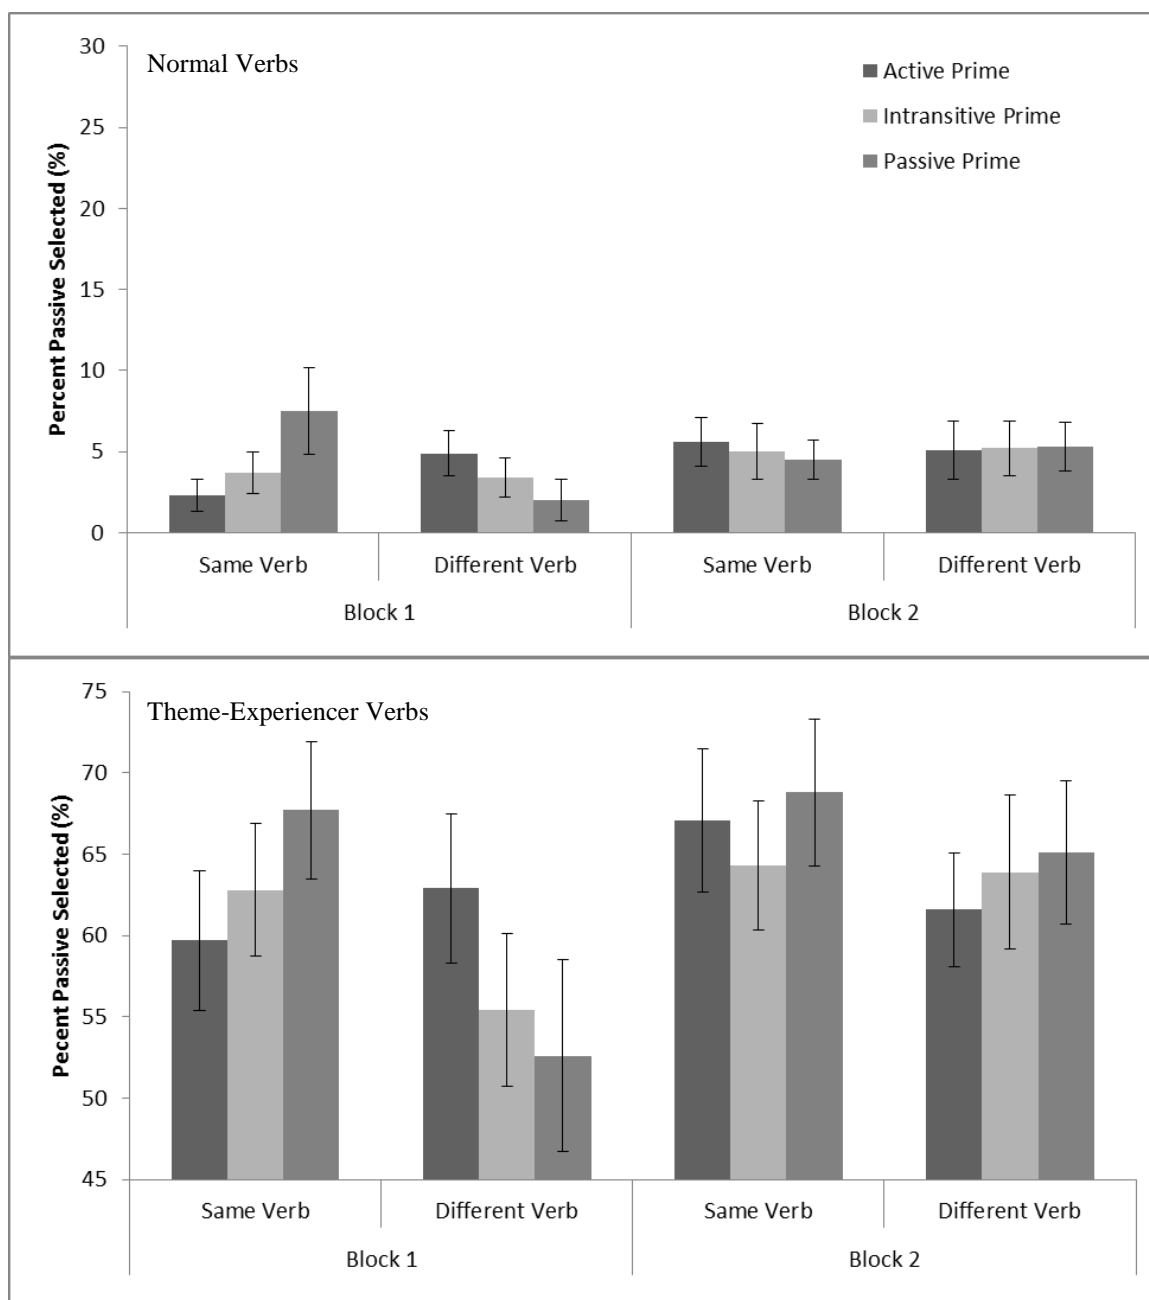 Normal Verbs
Active Prime
Intransitive Prime
Passive Prime
Percent Passive Selected (%)
30
25
20
15
10
5
0
Same Verb Different Verb Same Verb Different Verb
Block 1 Block 2
Theme-Experiencer Verbs
Pecent Passive Selected (%)
75
70
65
60
55
50
45
Same Verb Different Verb Same Verb Different Verb
Block 1 Block 2